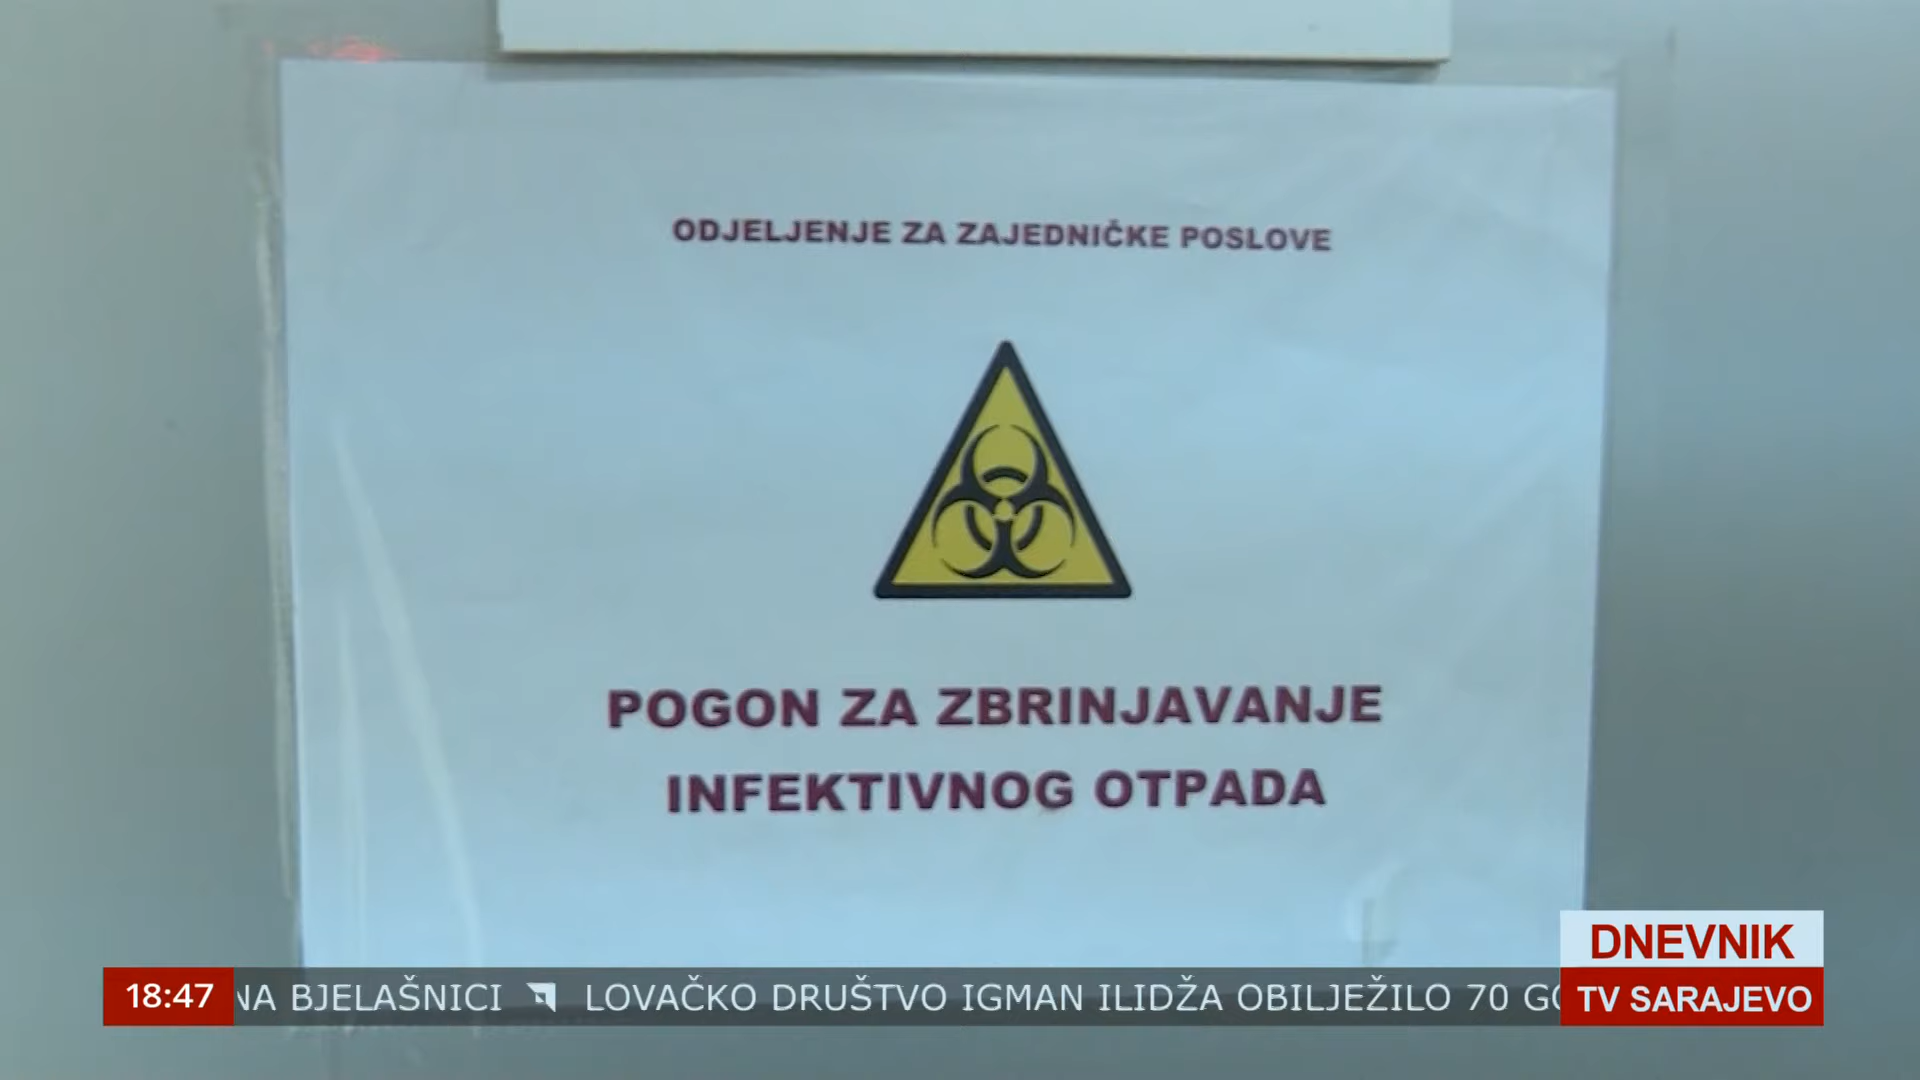 ODJELJENJE ZA ZAJEDNIČKE POSLOVE
POGON ZA ZBRINJAVANJE
INFEKTIVNOG OTPADA
DNEVNIK
18:47 NA BJELAŠNICI LOVAČKO DRUŠTVO IGMAN ILIDŽA OBILJEŽILO 70
TV SARAJEVO